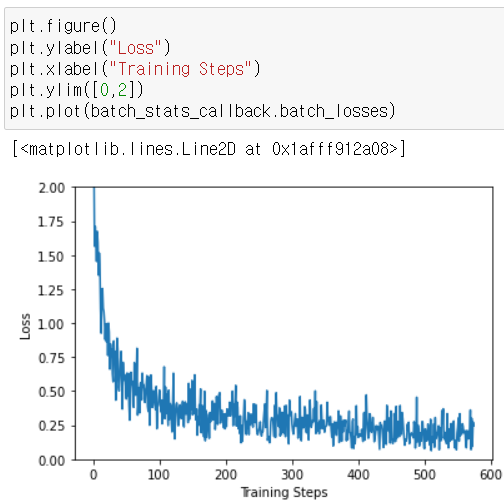 plt.figure()
plt.ylabel("Loss")
plt.xlabel("Training Steps")
plt.ylim([0,2])
plt.plot(batch_stats_callback.batch_losses)
[<matplotlib.lines.Line2D at 0x1afff912a08>]
2.00
1.75
1.50
1.25
1.00
0.75
0.50
0.25
0.00
Loss
0 100 200 300 400 500 600
Training Steps